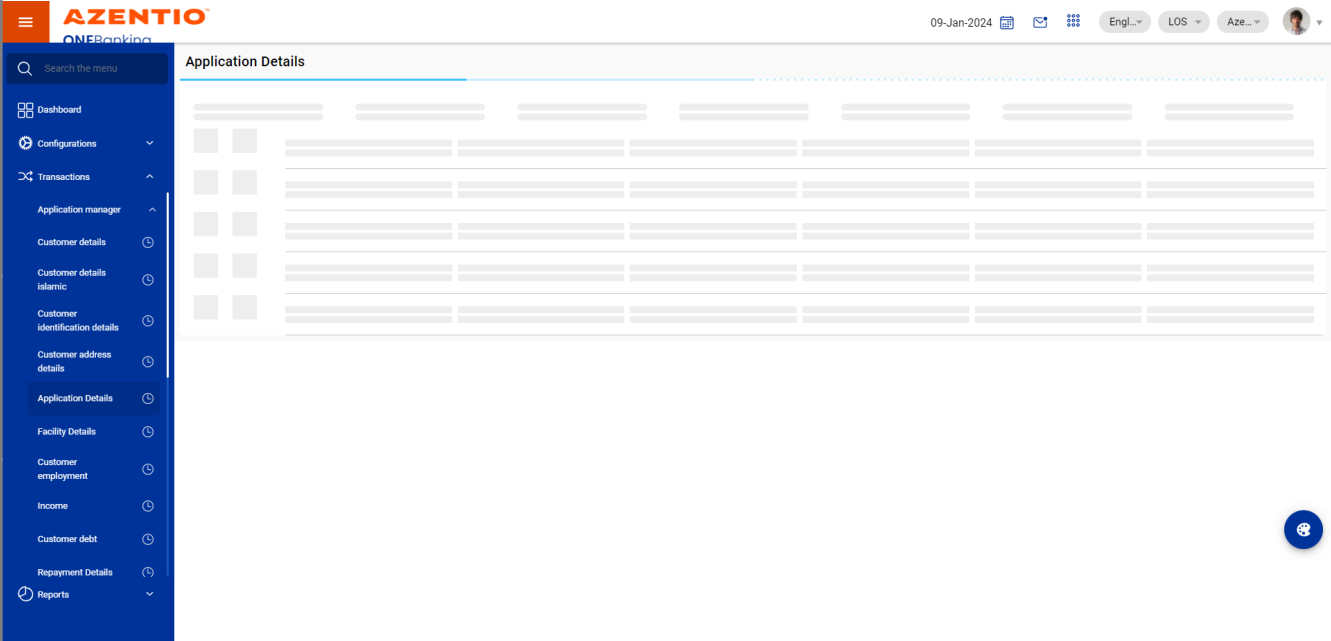 AZENTIO™
ONEBanking
09-Jan-2024
Engl...
LOS
Aze...
Search the menu
Dashboard
Configurations
Transactions
Application manager
Customer details
Customer details
islamic
Customer
identification details
Customer address
details
Application Details
Facility Details
Customer
employment
Income
Customer debt
Repayment Details
Reports
Application Details